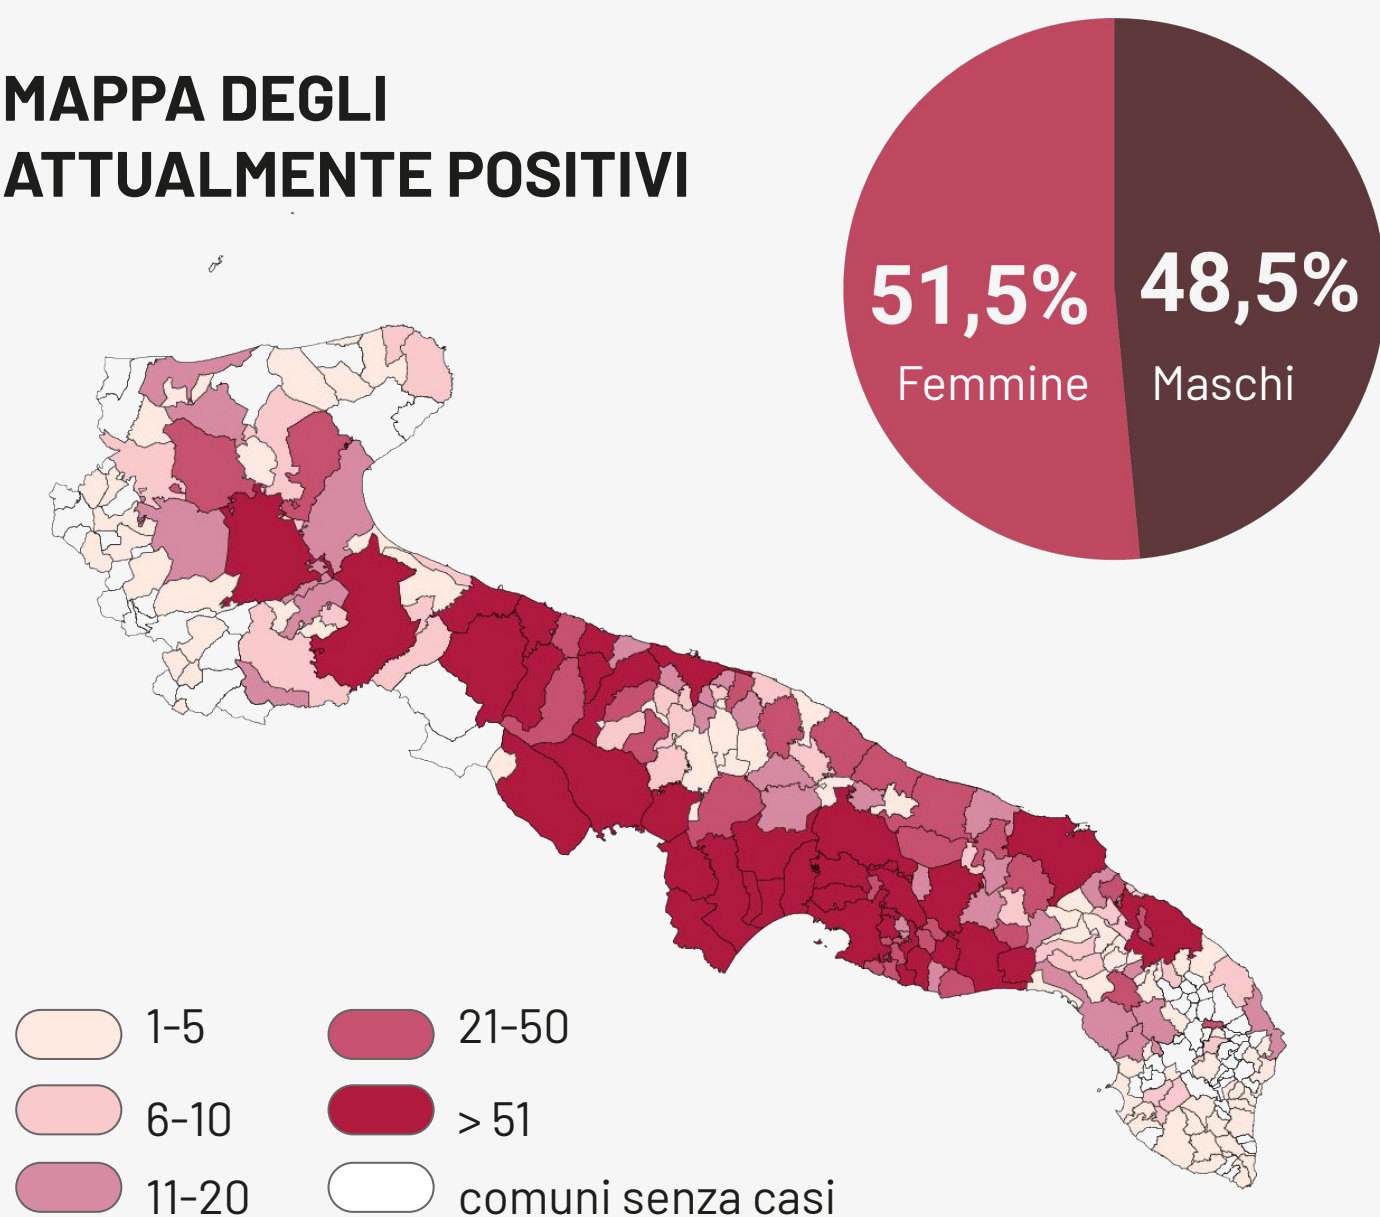 MAPPA DEGLI
ATTUALMENTE POSITIVI
51,5%
Femmine
48,5%
Maschi
1-5
6-10
11-20
21-50
> 51
comuni senza casi